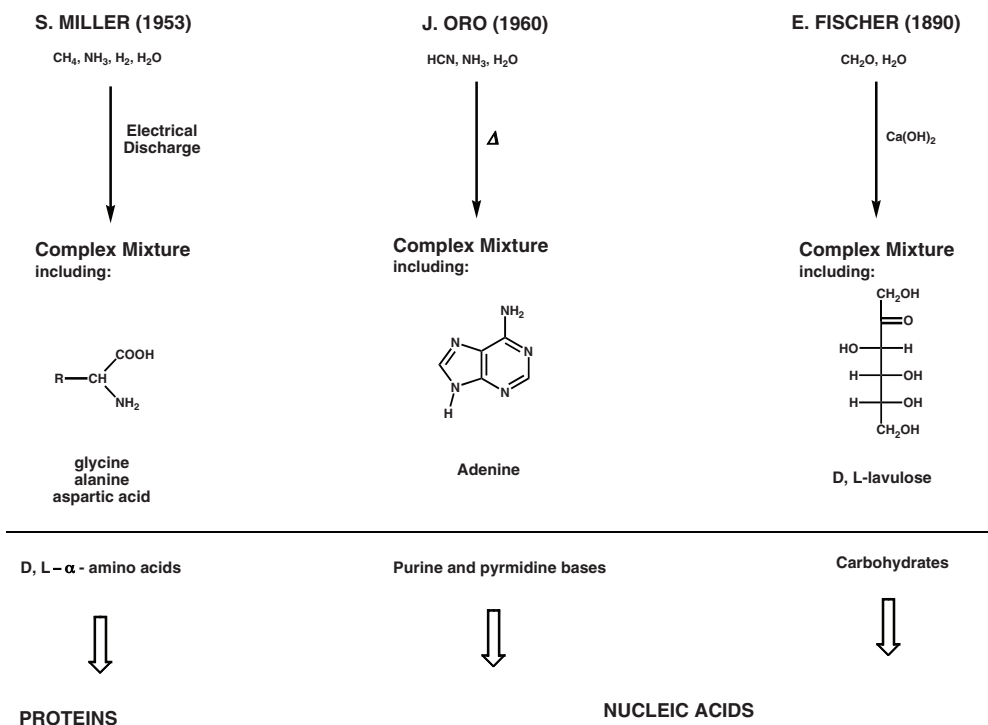 S. MILLER (1953)
CH₄, NH₃, H₂, H₂O
Electrical
Discharge
Complex Mixture
including:
COOH
R
CH
NH₂
glycine
alanine
aspartic acid
J. ORO (1960)
HCN, NH₃, H₂O
Δ
Complex Mixture
including:
NH₂
N
N
N
N
H
Adenine
E. FISCHER (1890)
CH₂O, H₂O
Ca(OH)₂
Complex Mixture
including:
CH₂OH
O
HO H
H OH
H OH
CH₂OH
D, L-lavulose
D, L – α - amino acids
Purine and pyrmidine bases
Carbohydrates
PROTEINS
NUCLEIC ACIDS